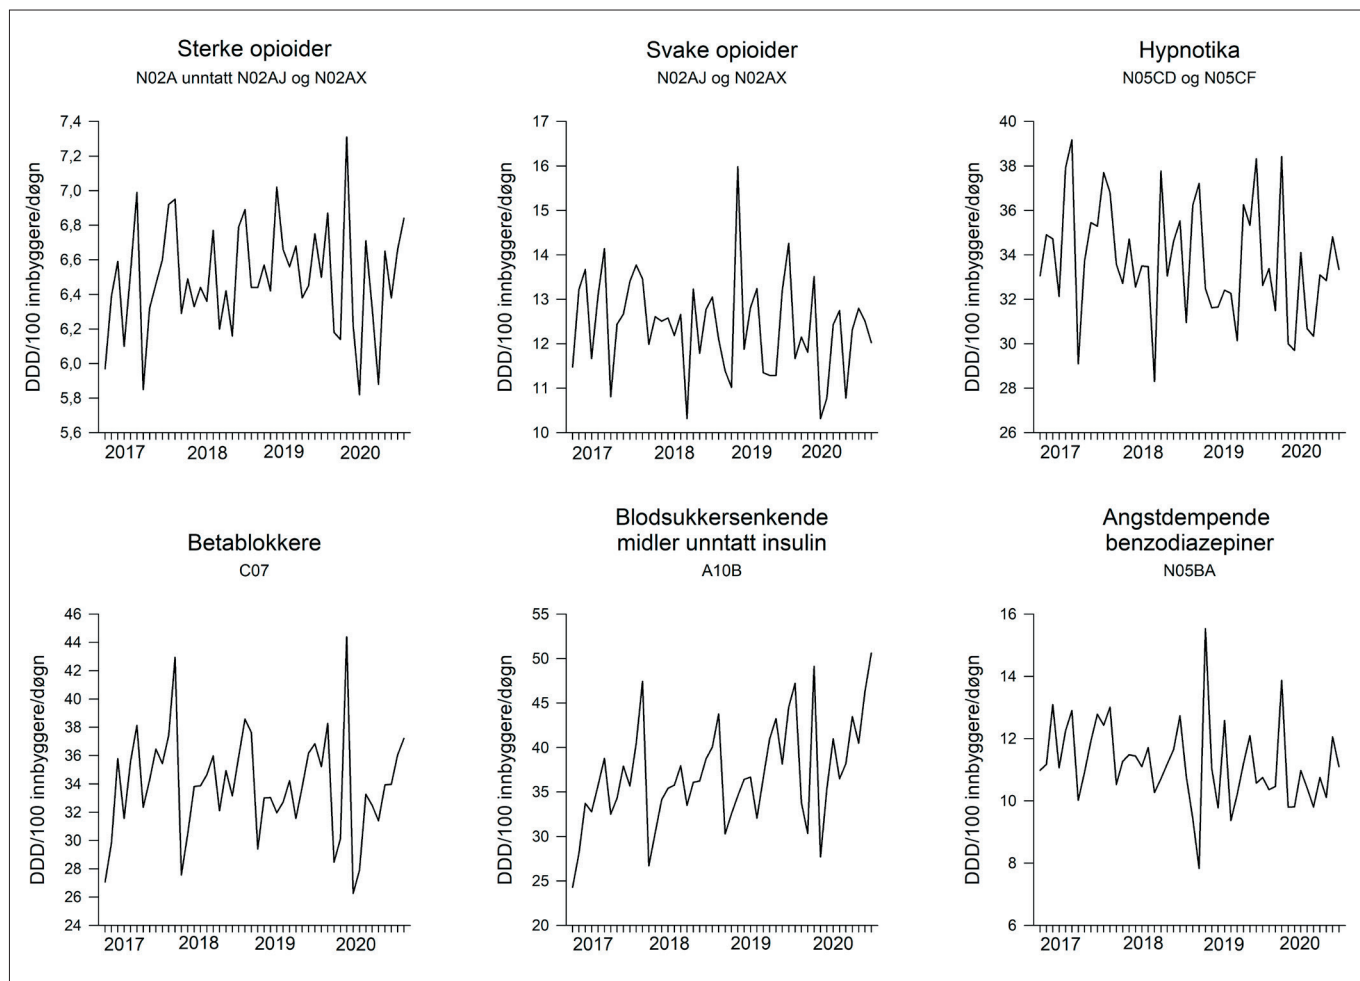 Sterke opioider
N02A unntatt N02AJ og N02AX
DDD/100 innbyggere/døgn
7,4
7,2
7,0
6,8
6,6
6,4
6,2
6,0
5,8
5,6
2017 2018 2019 2020
Svake opioider
N02AJ og N02AX
DDD/100 innbyggere/døgn
17
16
15
14
13
12
11
10
2017 2018 2019 2020
Hypnotika
N05CD og N05CF
DDD/100 innbyggere/døgn
40
38
36
34
32
30
28
26
2017 2018 2019 2020
Betablokkere
C07
DDD/100 innbyggere/døgn
46
44
42
40
38
36
34
32
30
28
26
24
2017 2018 2019 2020
Blodsukkersenkende
midler unntatt insulin
A10B
DDD/100 innbyggere/døgn
55
50
45
40
35
30
25
20
2017 2018 2019 2020
Angstdempende
benzodiazepiner
N05BA
DDD/100 innbyggere/døgn
16
14
12
10
8
6
2017 2018 2019 2020